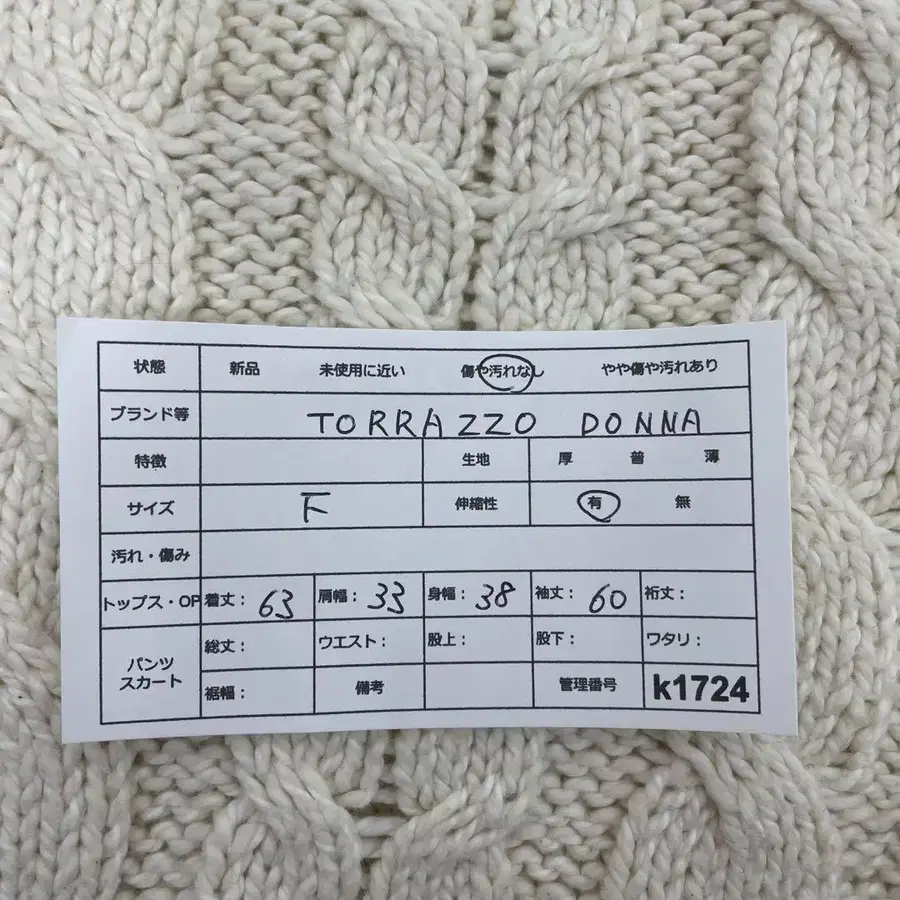 状態 新品 未使用に近い 傷や汚れなし やや傷や汚れあり
ブランド等 TORRAZZO DONNA
特徴 生地 厚 普 薄
サイズ F 伸縮性 有 無
汚れ・傷み
トップス・OP 着丈： 63 肩幅： 33 身幅： 38 袖丈： 60 裄丈：
パンツ スカート 総丈： ウエスト： 股上： 股下： ワタリ：
裾幅： 備考 管理番号 k1724